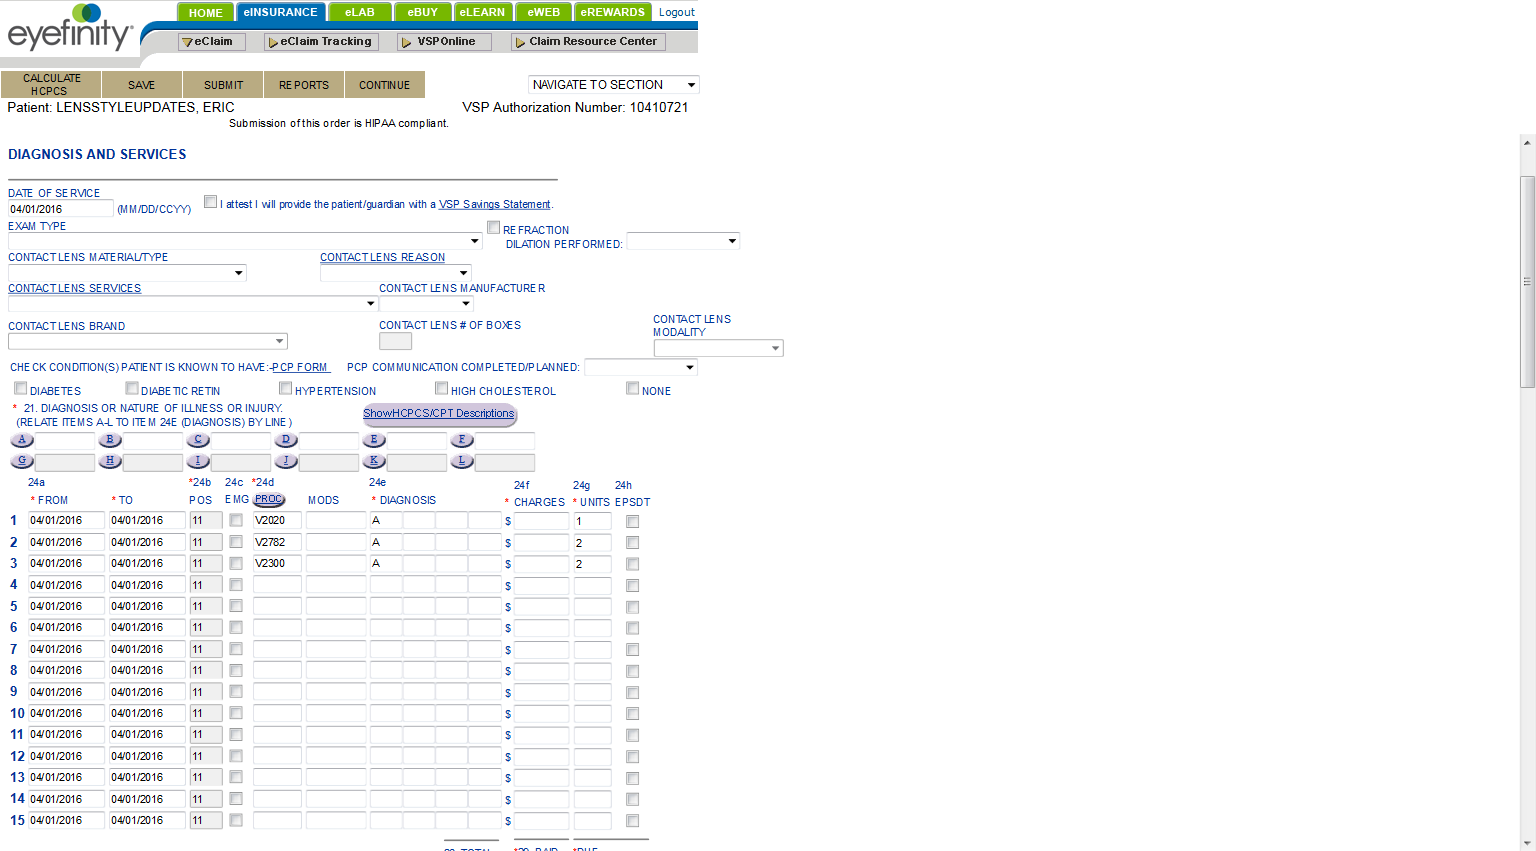 eyefinity
HOME eINSURANCE eLAB eBUY eLEARN eWEB eREWARDS Logout
eClaim eClaim Tracking VSPOnline Claim Resource Center
CALCULATE HCPCS SAVE SUBMIT REPORTS CONTINUE NAVIGATE TO SECTION
Patient: LENSSTYLEUPDATES, ERIC VSP Authorization Number: 10410721
Submission of this order is HIPAA compliant.
DIAGNOSIS AND SERVICES
DATE OF SERVICE
04/01/2016 (MM/DD/CCYY) I attest I will provide the patient/guardian with a VSP Savings Statement.
EXAM TYPE REFRACTION
DILATION PERFORMED:
CONTACT LENS MATERIAL/TYPE CONTACT LENS REASON
CONTACT LENS SERVICES CONTACT LENS MANUFACTURER
CONTACT LENS BRAND CONTACT LENS # OF BOXES CONTACT LENS MODALITY
CHECK CONDITION(S) PATIENT IS KNOWN TO HAVE:-PCP FORM PCP COMMUNICATION COMPLETED/PLANNED:
DIABETES DIABETIC RETIN HYPERTENSION HIGH CHOLESTEROL NONE
* 21. DIAGNOSIS OR NATURE OF ILLNESS OR INJURY.
(RELATE ITEMS A-L TO ITEM 24E (DIAGNOSIS) BY LINE) ShowHCPCS/CPT Descriptions
A B C D E F
G H I J K L
24a *24b 24c *24d 24e 24f 24g 24h
* FROM * TO POS EMG PROC MODS * DIAGNOSIS * CHARGES * UNITS EPSDT
1 04/01/2016 04/01/2016 11 V2020 A $ 1
2 04/01/2016 04/01/2016 11 V2782 A $ 2
3 04/01/2016 04/01/2016 11 V2300 A $ 2
4 04/01/2016 04/01/2016 11 $
5 04/01/2016 04/01/2016 11 $
6 04/01/2016 04/01/2016 11 $
7 04/01/2016 04/01/2016 11 $
8 04/01/2016 04/01/2016 11 $
9 04/01/2016 04/01/2016 11 $
10 04/01/2016 04/01/2016 11 $
11 04/01/2016 04/01/2016 11 $
12 04/01/2016 04/01/2016 11 $
13 04/01/2016 04/01/2016 11 $
14 04/01/2016 04/01/2016 11 $
15 04/01/2016 04/01/2016 11 $